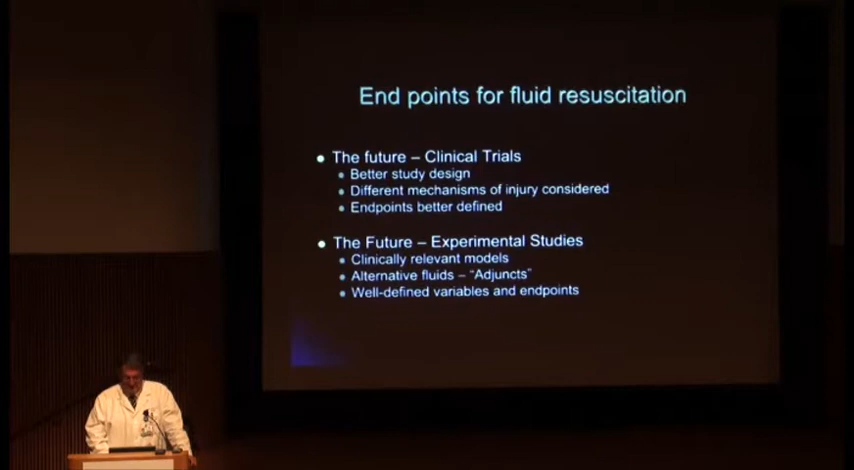 End points for fluid resuscitation
• The future – Clinical Trials
• Better study design
• Different mechanisms of injury considered
• Endpoints better defined
• The Future – Experimental Studies
• Clinically relevant models
• Alternative fluids – “Adjuncts”
• Well-defined variables and endpoints